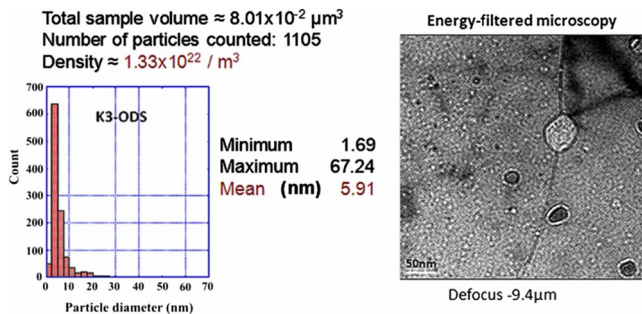 Total sample volume ≈ 8.01x10⁻² µm³
Number of particles counted: 1105
Density ≈ 1.33x10²² / m³
K3-ODS
Count
700
600
500
400
300
200
100
0
0 10 20 30 40 50 60 70
Particle diameter (nm)
Minimum 1.69
Maximum 67.24
Mean (nm) 5.91
Energy-filtered microscopy
50nm
Defocus -9.4µm